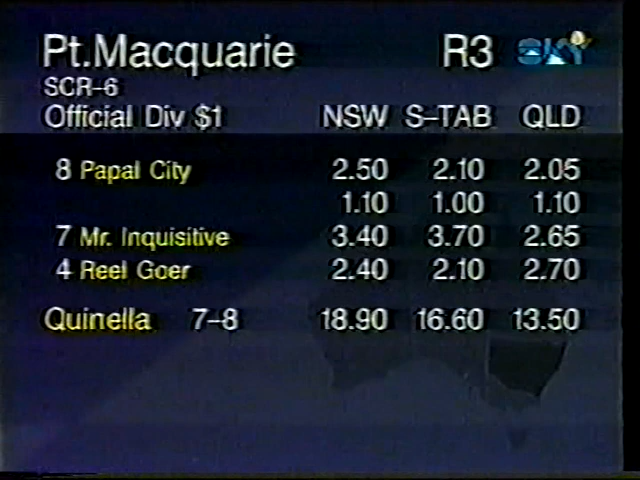 Pt.Macquarie R3 SKY
SCR-6
Official Div $1 NSW S-TAB QLD
8 Papal City 2.50 2.10 2.05
1.10 1.00 1.10
7 Mr. Inquisitive 3.40 3.70 2.65
4 Reel Goer 2.40 2.10 2.70
Quinella 7-8 18.90 16.60 13.50